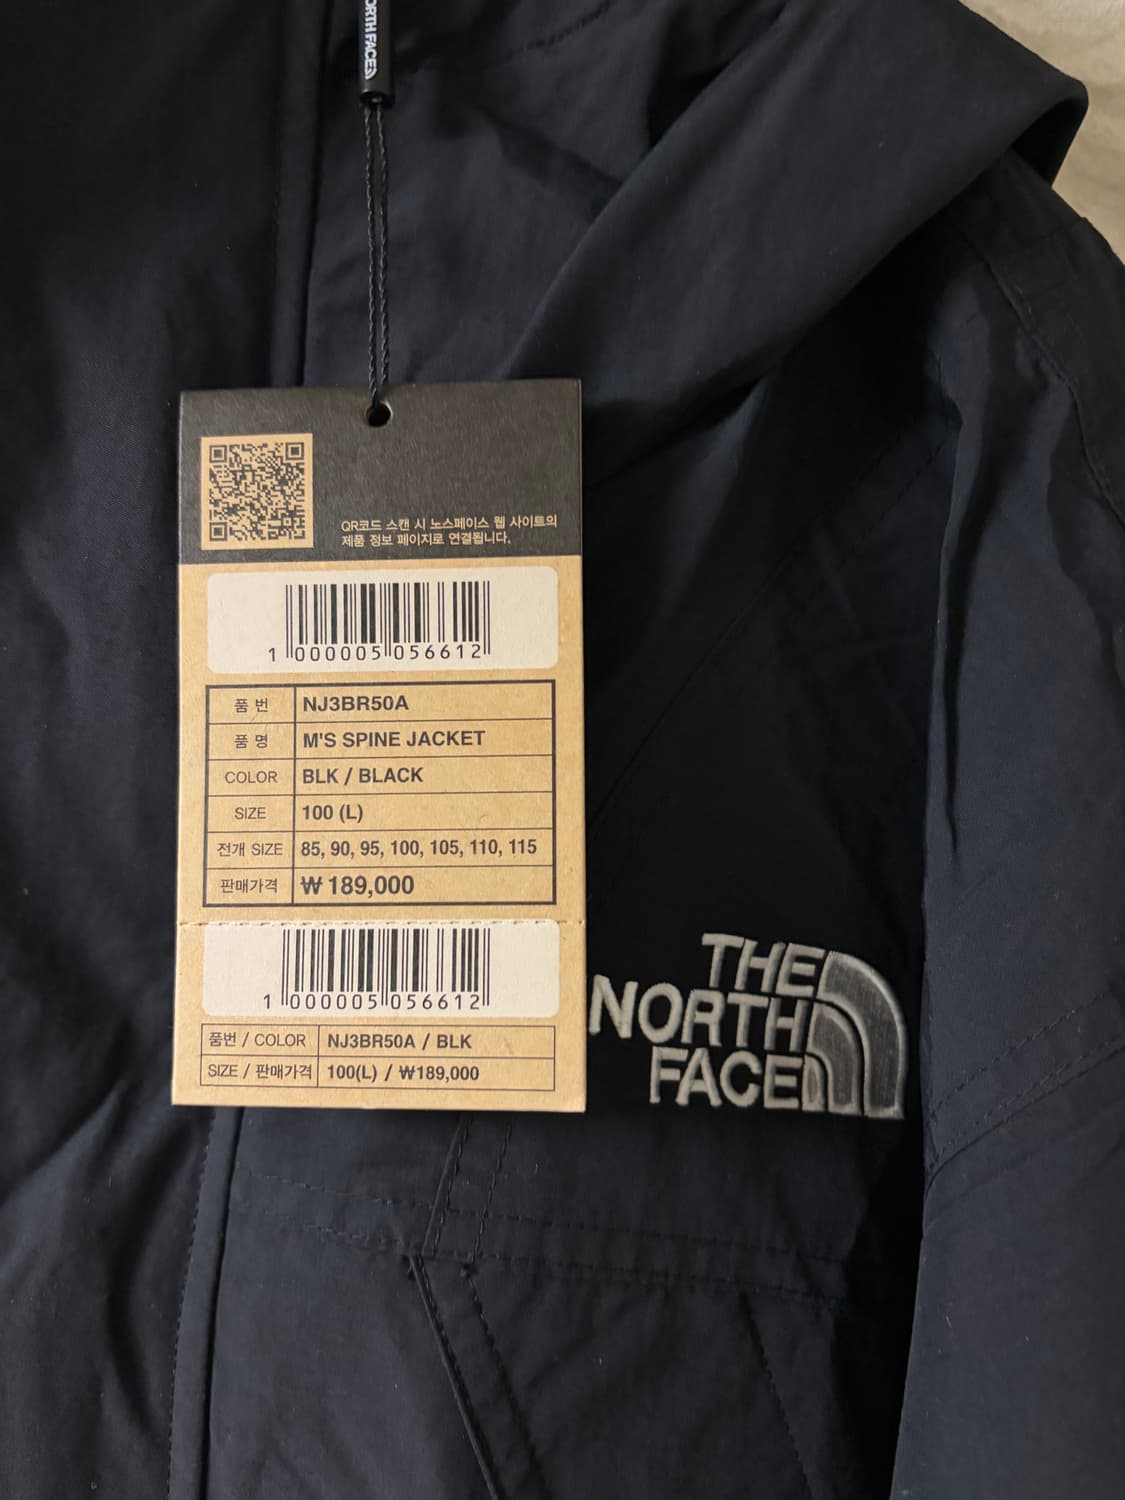 NORTH FACE
QR코드 스캔 시 노스페이스 웹 사이트의
제품 정보 페이지로 연결됩니다.
1 000005 056612
품 번 NJ3BR50A
품 명 M'S SPINE JACKET
COLOR BLK / BLACK
SIZE 100 (L)
전개 SIZE 85, 90, 95, 100, 105, 110, 115
판매가격 ₩ 189,000
1 000005 056612
품번 / COLOR NJ3BR50A / BLK
SIZE / 판매가격 100(L) / ₩189,000
THE
NORTH
FACE